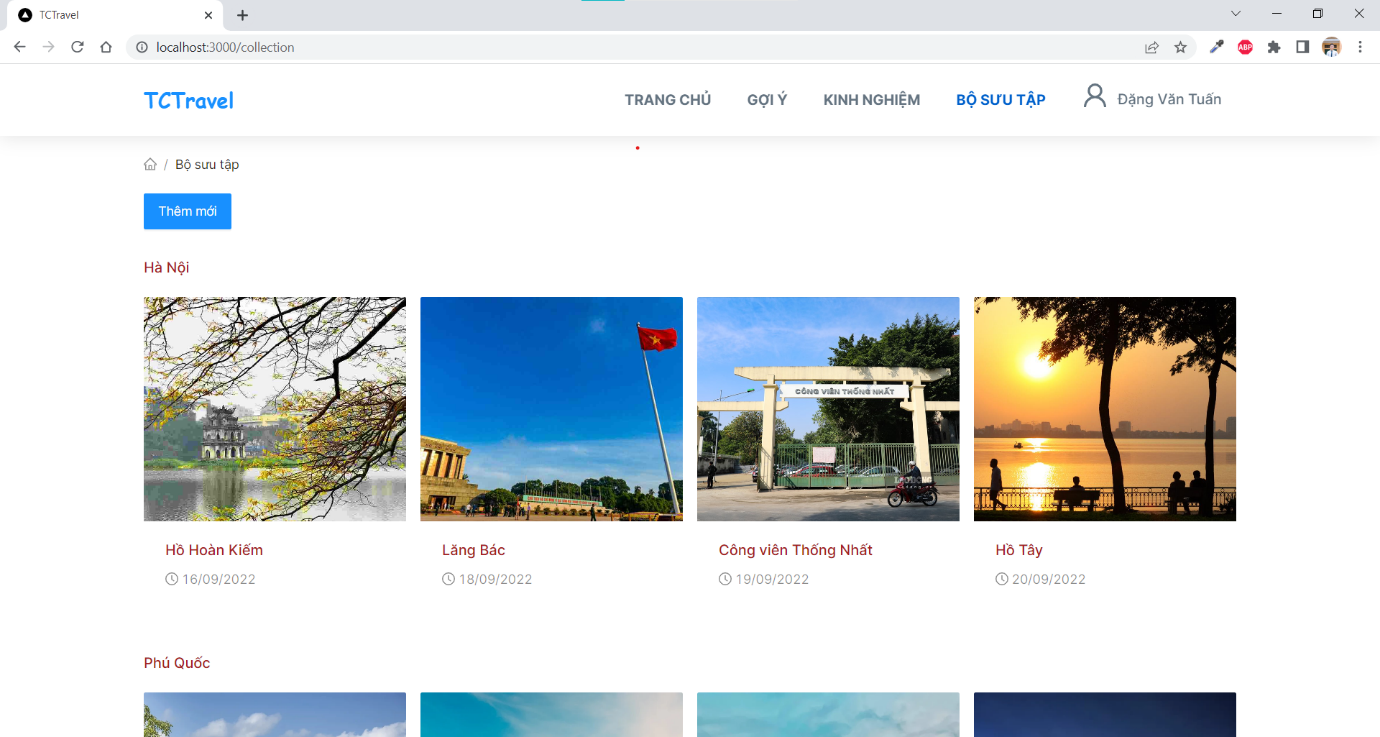 TCTravel
localhost:3000/collection
ABP
TCTravel
TRANG CHỦ
GỢI Ý
KINH NGHIỆM
BỘ SƯU TẬP
Đặng Văn Tuấn
/ Bộ sưu tập
Thêm mới
Hà Nội
CÔNG VIÊN THỐNG NHẤT
Hồ Hoàn Kiếm
Lăng Bác
Công viên Thống Nhất
Hồ Tây
16/09/2022
18/09/2022
19/09/2022
20/09/2022
Phú Quốc